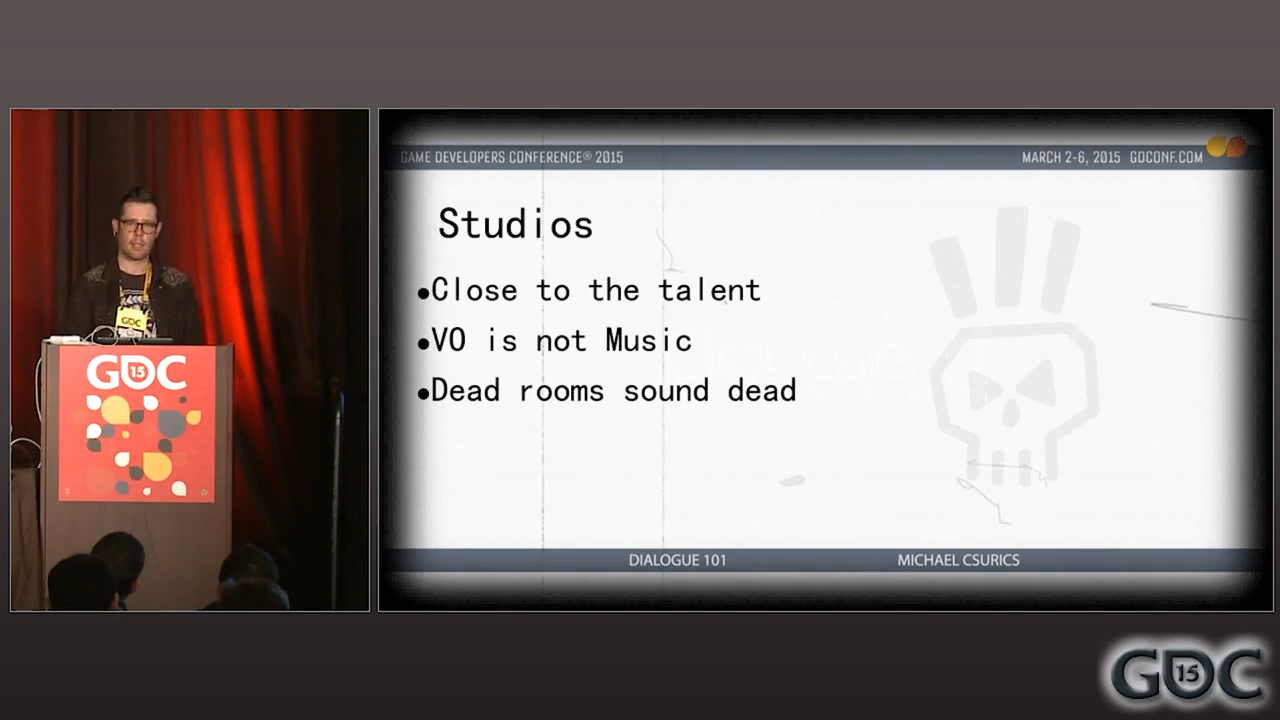 GAME DEVELOPERS CONFERENCE® 2015
MARCH 2-6, 2015 GDCONF.COM
Studios
•Close to the talent
•VO is not Music
•Dead rooms sound dead
DIALOGUE 101
MICHAEL CSURICS
GDC
GDC 15
GDC 15